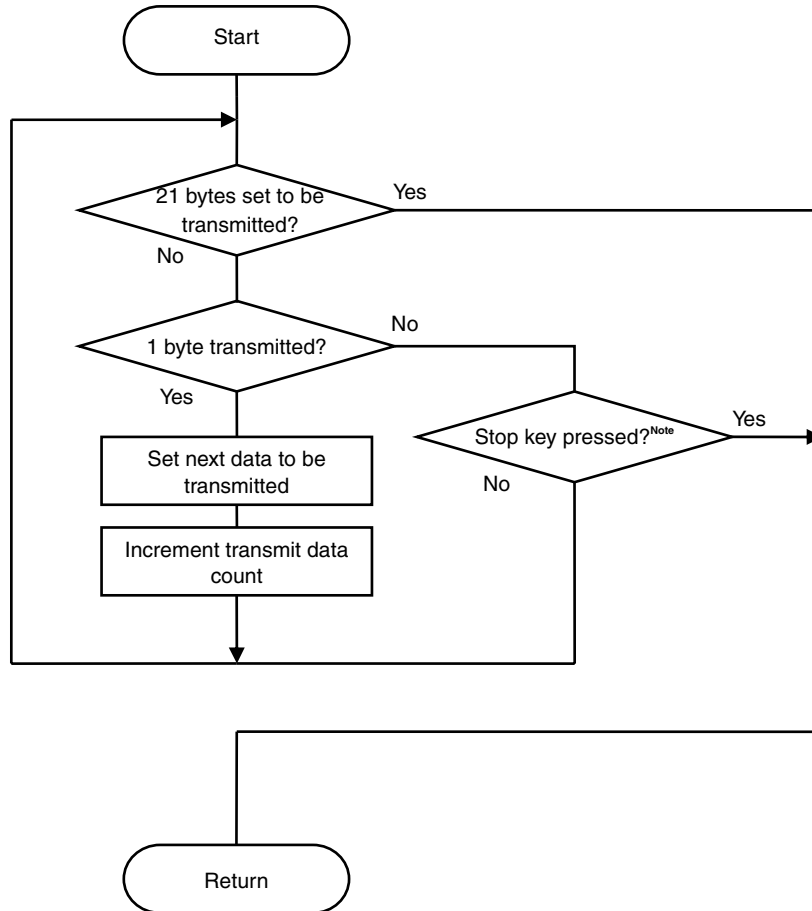 Start
21 bytes set to be
transmitted?
Yes
No
1 byte transmitted?
No
Yes
Stop key pressed?Note
Yes
No
Set next data to be
transmitted
Increment transmit data
count
Return